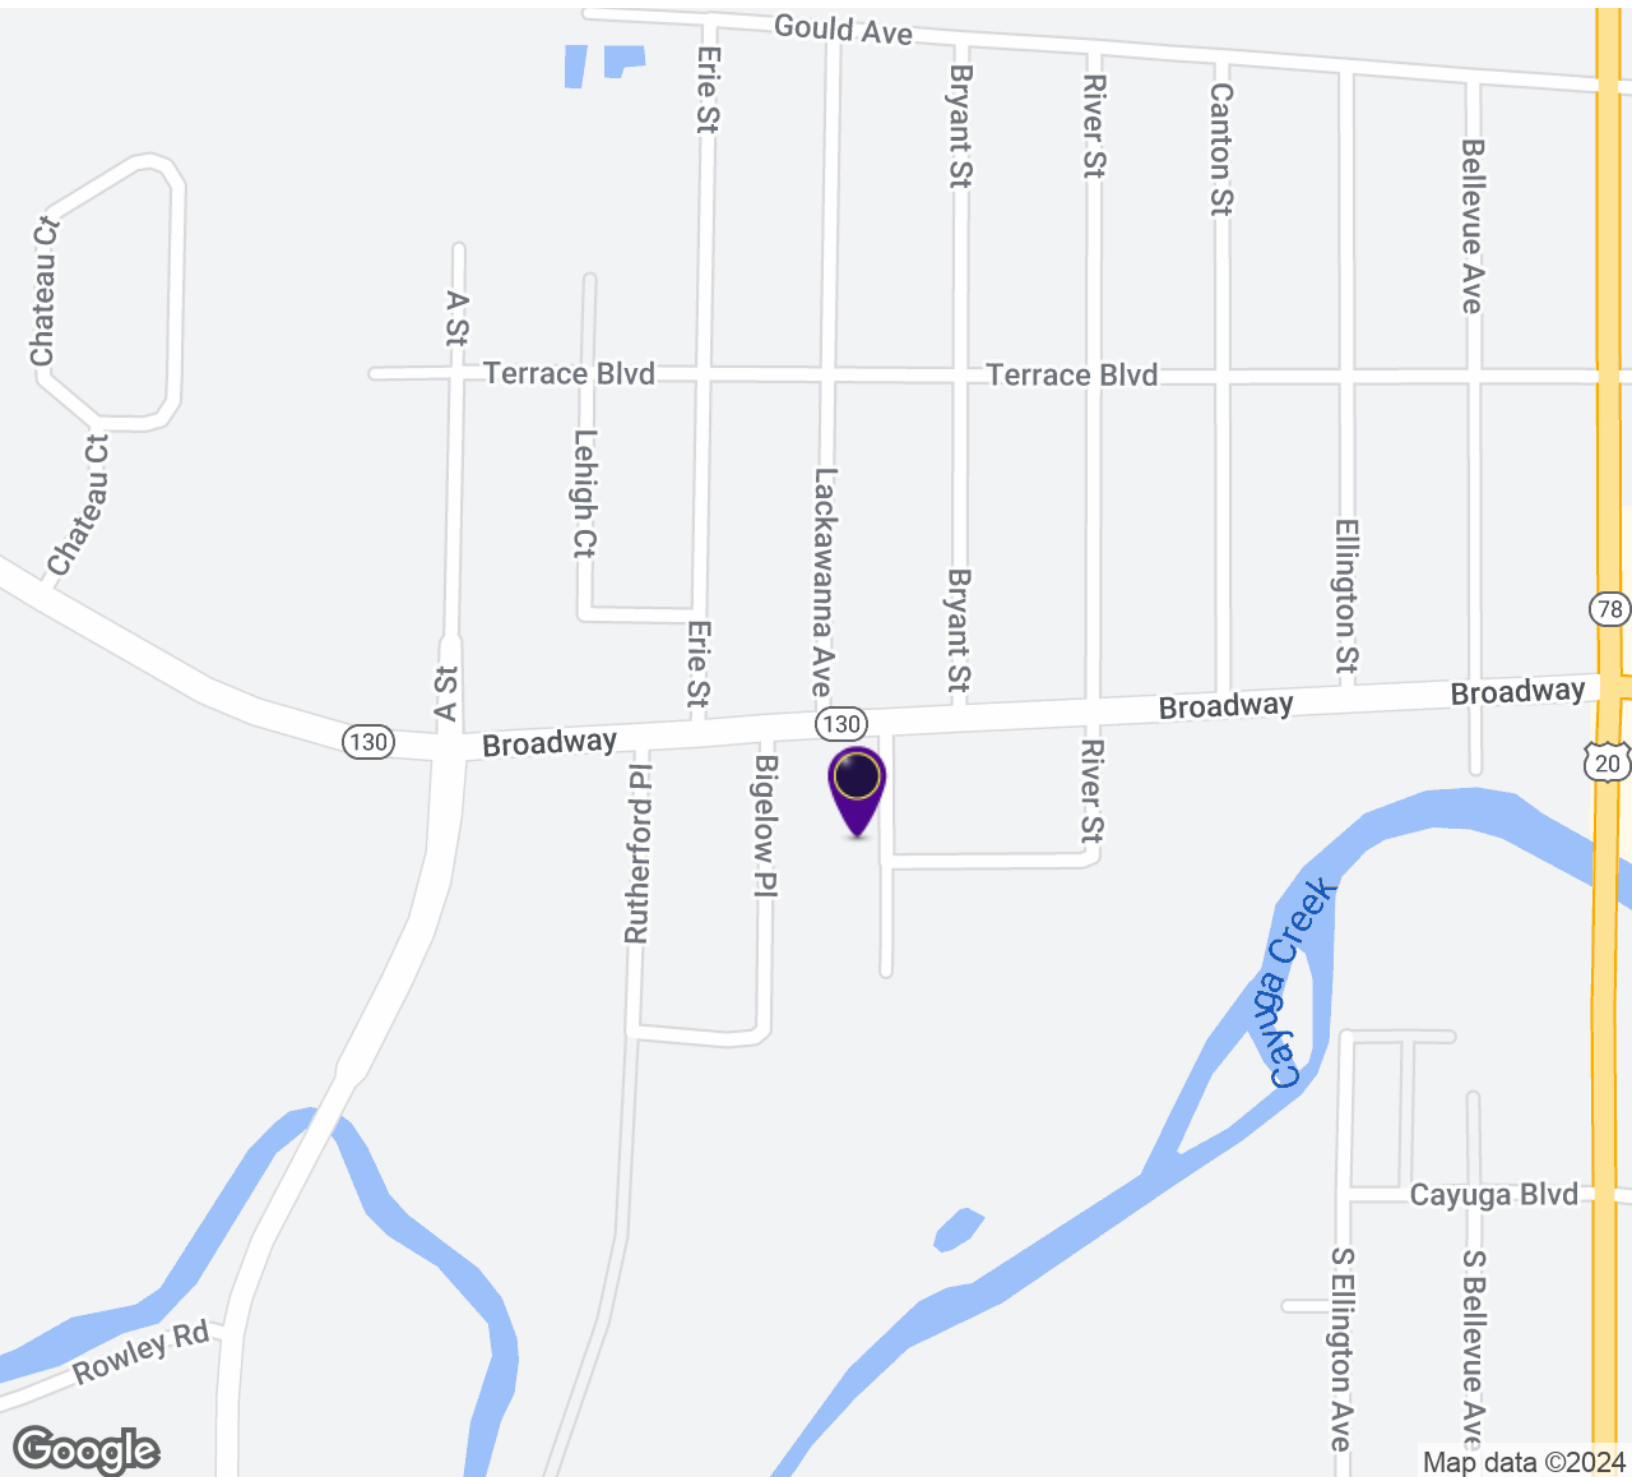 Gould Ave
Erie St
Bryant St
River St
Canton St
Bellevue Ave
Chateau Ct
A St
Terrace Blvd
Terrace Blvd
Chateau Ct
Lehigh Ct
Lackawanna Ave
Ellington St
Bryant St
Erie St
78
A St
Broadway
Broadway
130
130
Broadway
20
Rutherford Pl
Bigelow Pl
River St
Cayuga Creek
Cayuga Blvd
S Ellington Ave
S Bellevue Ave
Rowley Rd
Google
Map data ©2024